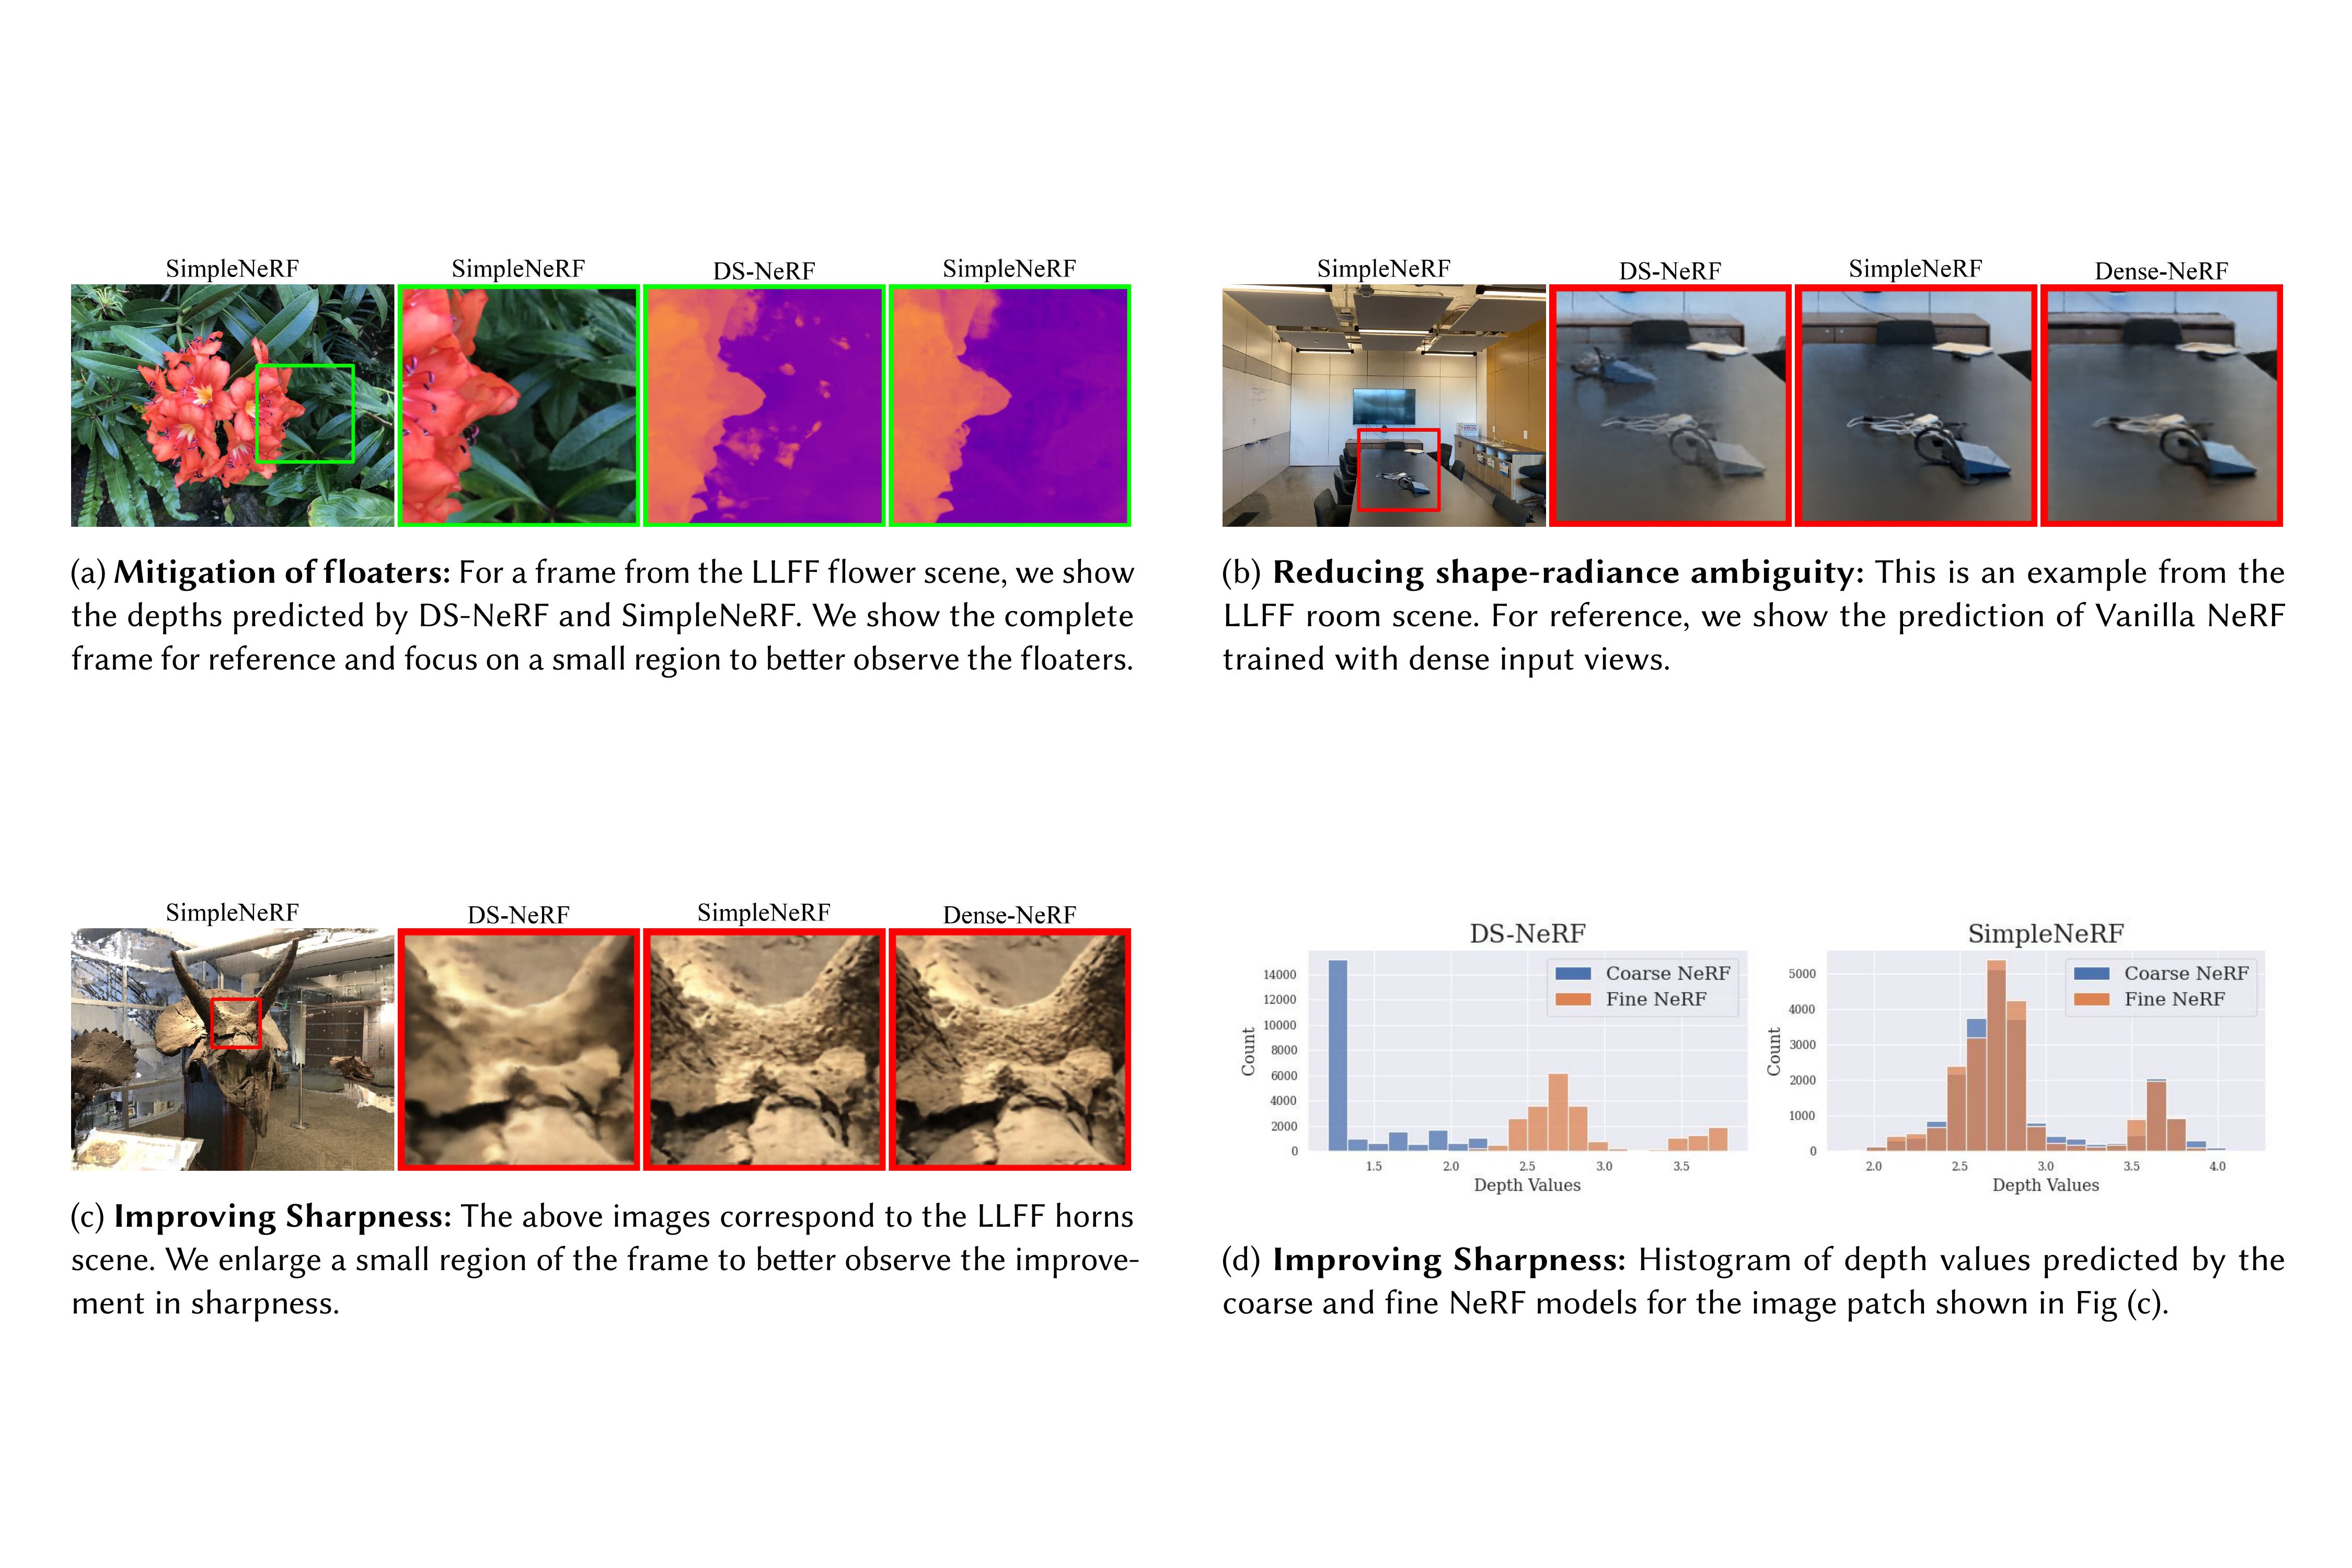 SimpleNeRF SimpleNeRF DS-NeRF SimpleNeRF
(a) Mitigation of floaters: For a frame from the LLFF flower scene, we show
the depths predicted by DS-NeRF and SimpleNeRF. We show the complete
frame for reference and focus on a small region to better observe the floaters.
SimpleNeRF DS-NeRF SimpleNeRF Dense-NeRF
(b) Reducing shape-radiance ambiguity: This is an example from the
LLFF room scene. For reference, we show the prediction of Vanilla NeRF
trained with dense input views.
SimpleNeRF DS-NeRF SimpleNeRF Dense-NeRF
(c) Improving Sharpness: The above images correspond to the LLFF horns
scene. We enlarge a small region of the frame to better observe the improve-
ment in sharpness.
DS-NeRF
Coarse NeRF
Fine NeRF
Count
14000
12000
10000
8000
6000
4000
2000
0
1.5 2.0 2.5 3.0 3.5
Depth Values
SimpleNeRF
Coarse NeRF
Fine NeRF
Count
5000
4000
3000
2000
1000
0
2.0 2.5 3.0 3.5 4.0
Depth Values
(d) Improving Sharpness: Histogram of depth values predicted by the
coarse and fine NeRF models for the image patch shown in Fig (c).